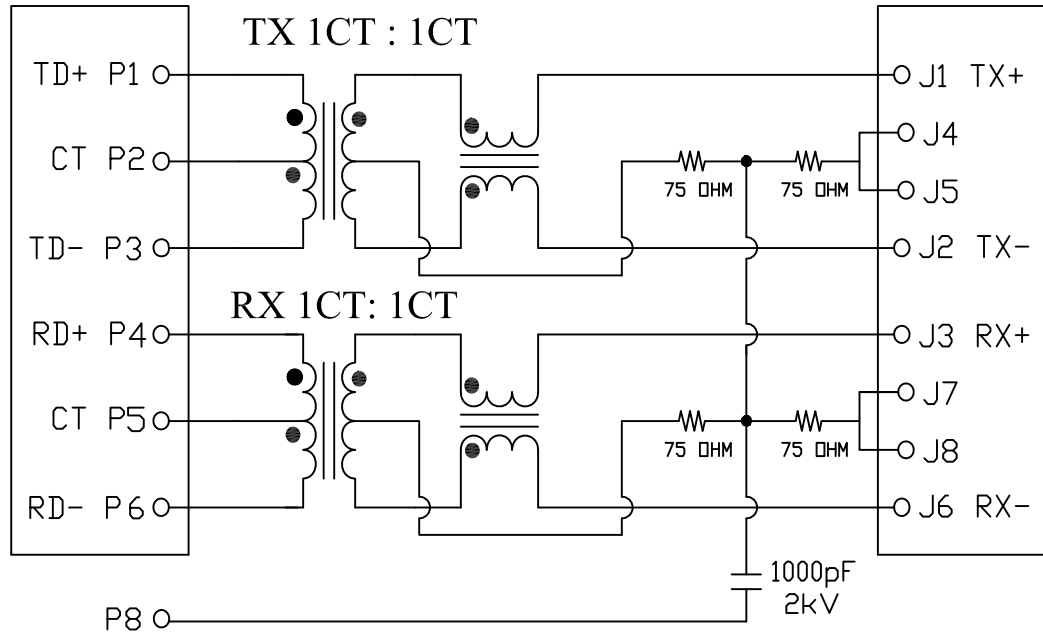 TX 1CT : 1CT
TD+ P1
J1 TX+
J4
CT P2
75 OHM
75 OHM
J5
TD- P3
J2 TX-
RX 1CT: 1CT
RD+ P4
J3 RX+
J7
CT P5
75 OHM
75 OHM
J8
RD- P6
J6 RX-
1000pF
2kV
P8